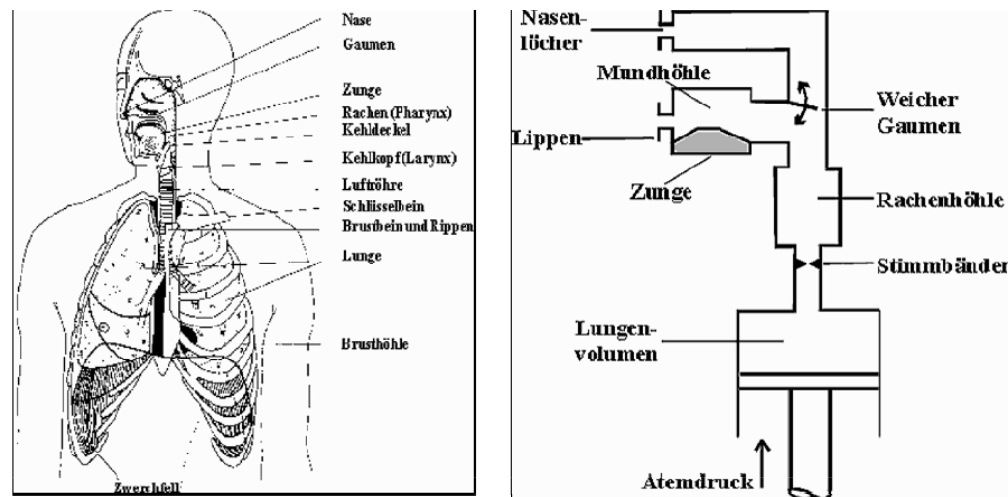 Nase
Gaumen
Zunge
Rachen (Pharynx)
Kehldeckel
Kehlkopf (Larynx)
Luftröhre
Schlüsselbein
Brustbein und Rippen
Lunge
Brusthöhle
Zwerchfell
Nasen-
löcher
Mundhöhle
Weicher
Gaumen
Lippen
Zunge
Rachenhöhle
Stimmbänder
Lungen-
volumen
Atemdruck